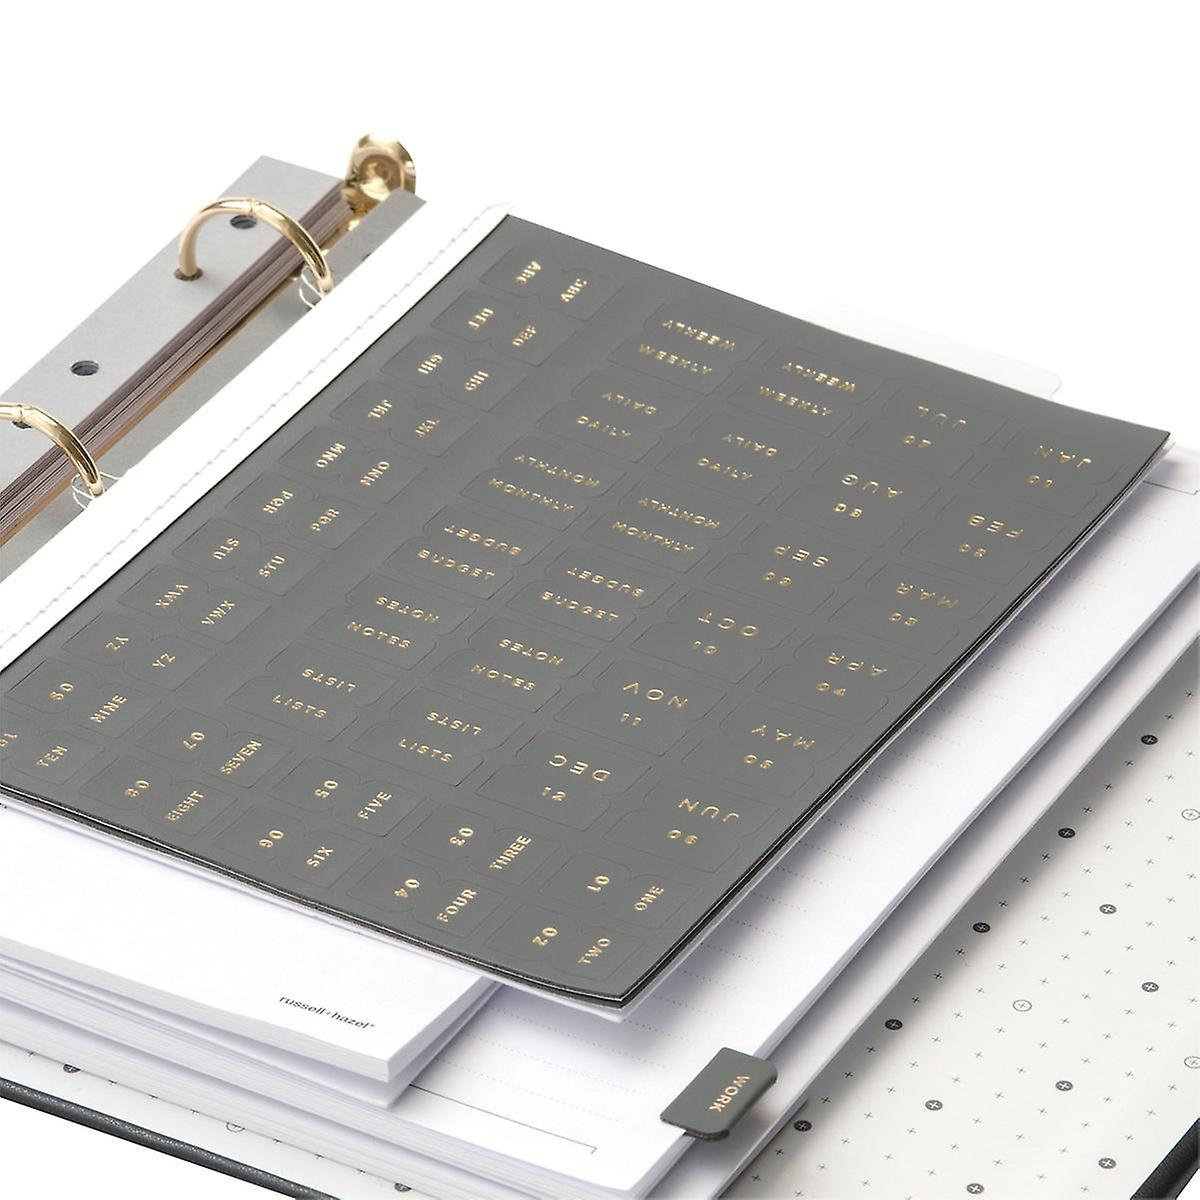 ABC
ABC
DEF
DEF
GHI
GHI
JKL
JKL
MNO
MNO
PQR
PQR
STU
STU
VWX
VWX
YZ
YZ
09
NINE
10
TEN
WEEKLY
WEEKLY
DAILY
DAILY
MONTHLY
MONTHLY
BUDGET
BUDGET
NOTES
NOTES
LISTS
LISTS
07
SEVEN
08
EIGHT
WEEKLY
WEEKLY
DAILY
DAILY
MONTHLY
MONTHLY
BUDGET
BUDGET
NOTES
NOTES
LISTS
LISTS
05
FIVE
06
SIX
JUL
07
AUG
08
SEP
09
OCT
10
NOV
11
DEC
12
03
THREE
04
FOUR
JAN
01
FEB
02
MAR
03
APR
04
MAY
05
JUN
06
01
ONE
02
TWO
russell+hazel®
WORK